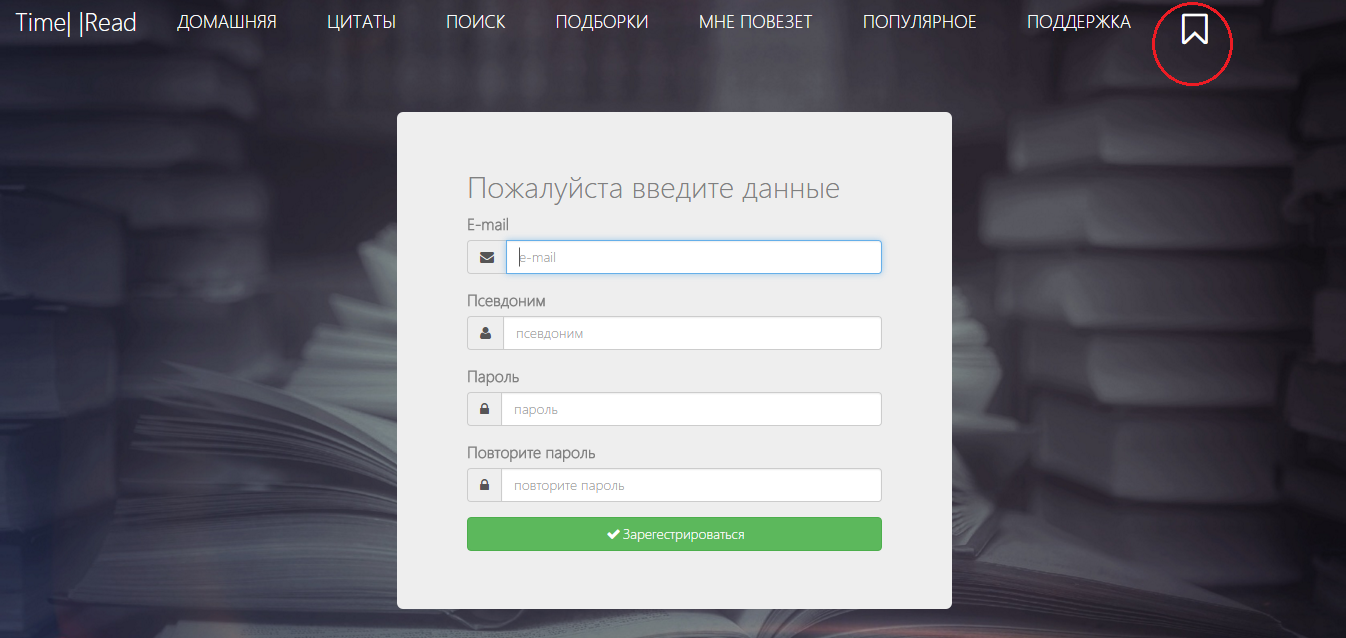 Time| |Read ДОМАШНЯЯ ЦИТАТЫ ПОИСК ПОДБОРКИ МНЕ ПОВЕЗЕТ ПОПУЛЯРНОЕ ПОДДЕРЖКА
Пожалуйста введите данные
E-mail
e-mail
Псевдоним
псевдоним
Пароль
пароль
Повторите пароль
повторите пароль
Зарегестрироваться